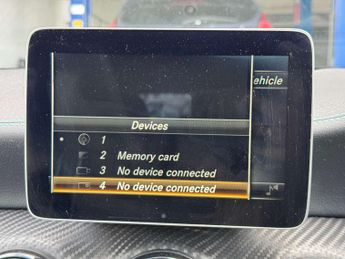 ehicle
Devices
1
2 Memory card
3 No device connected
4 No device connected